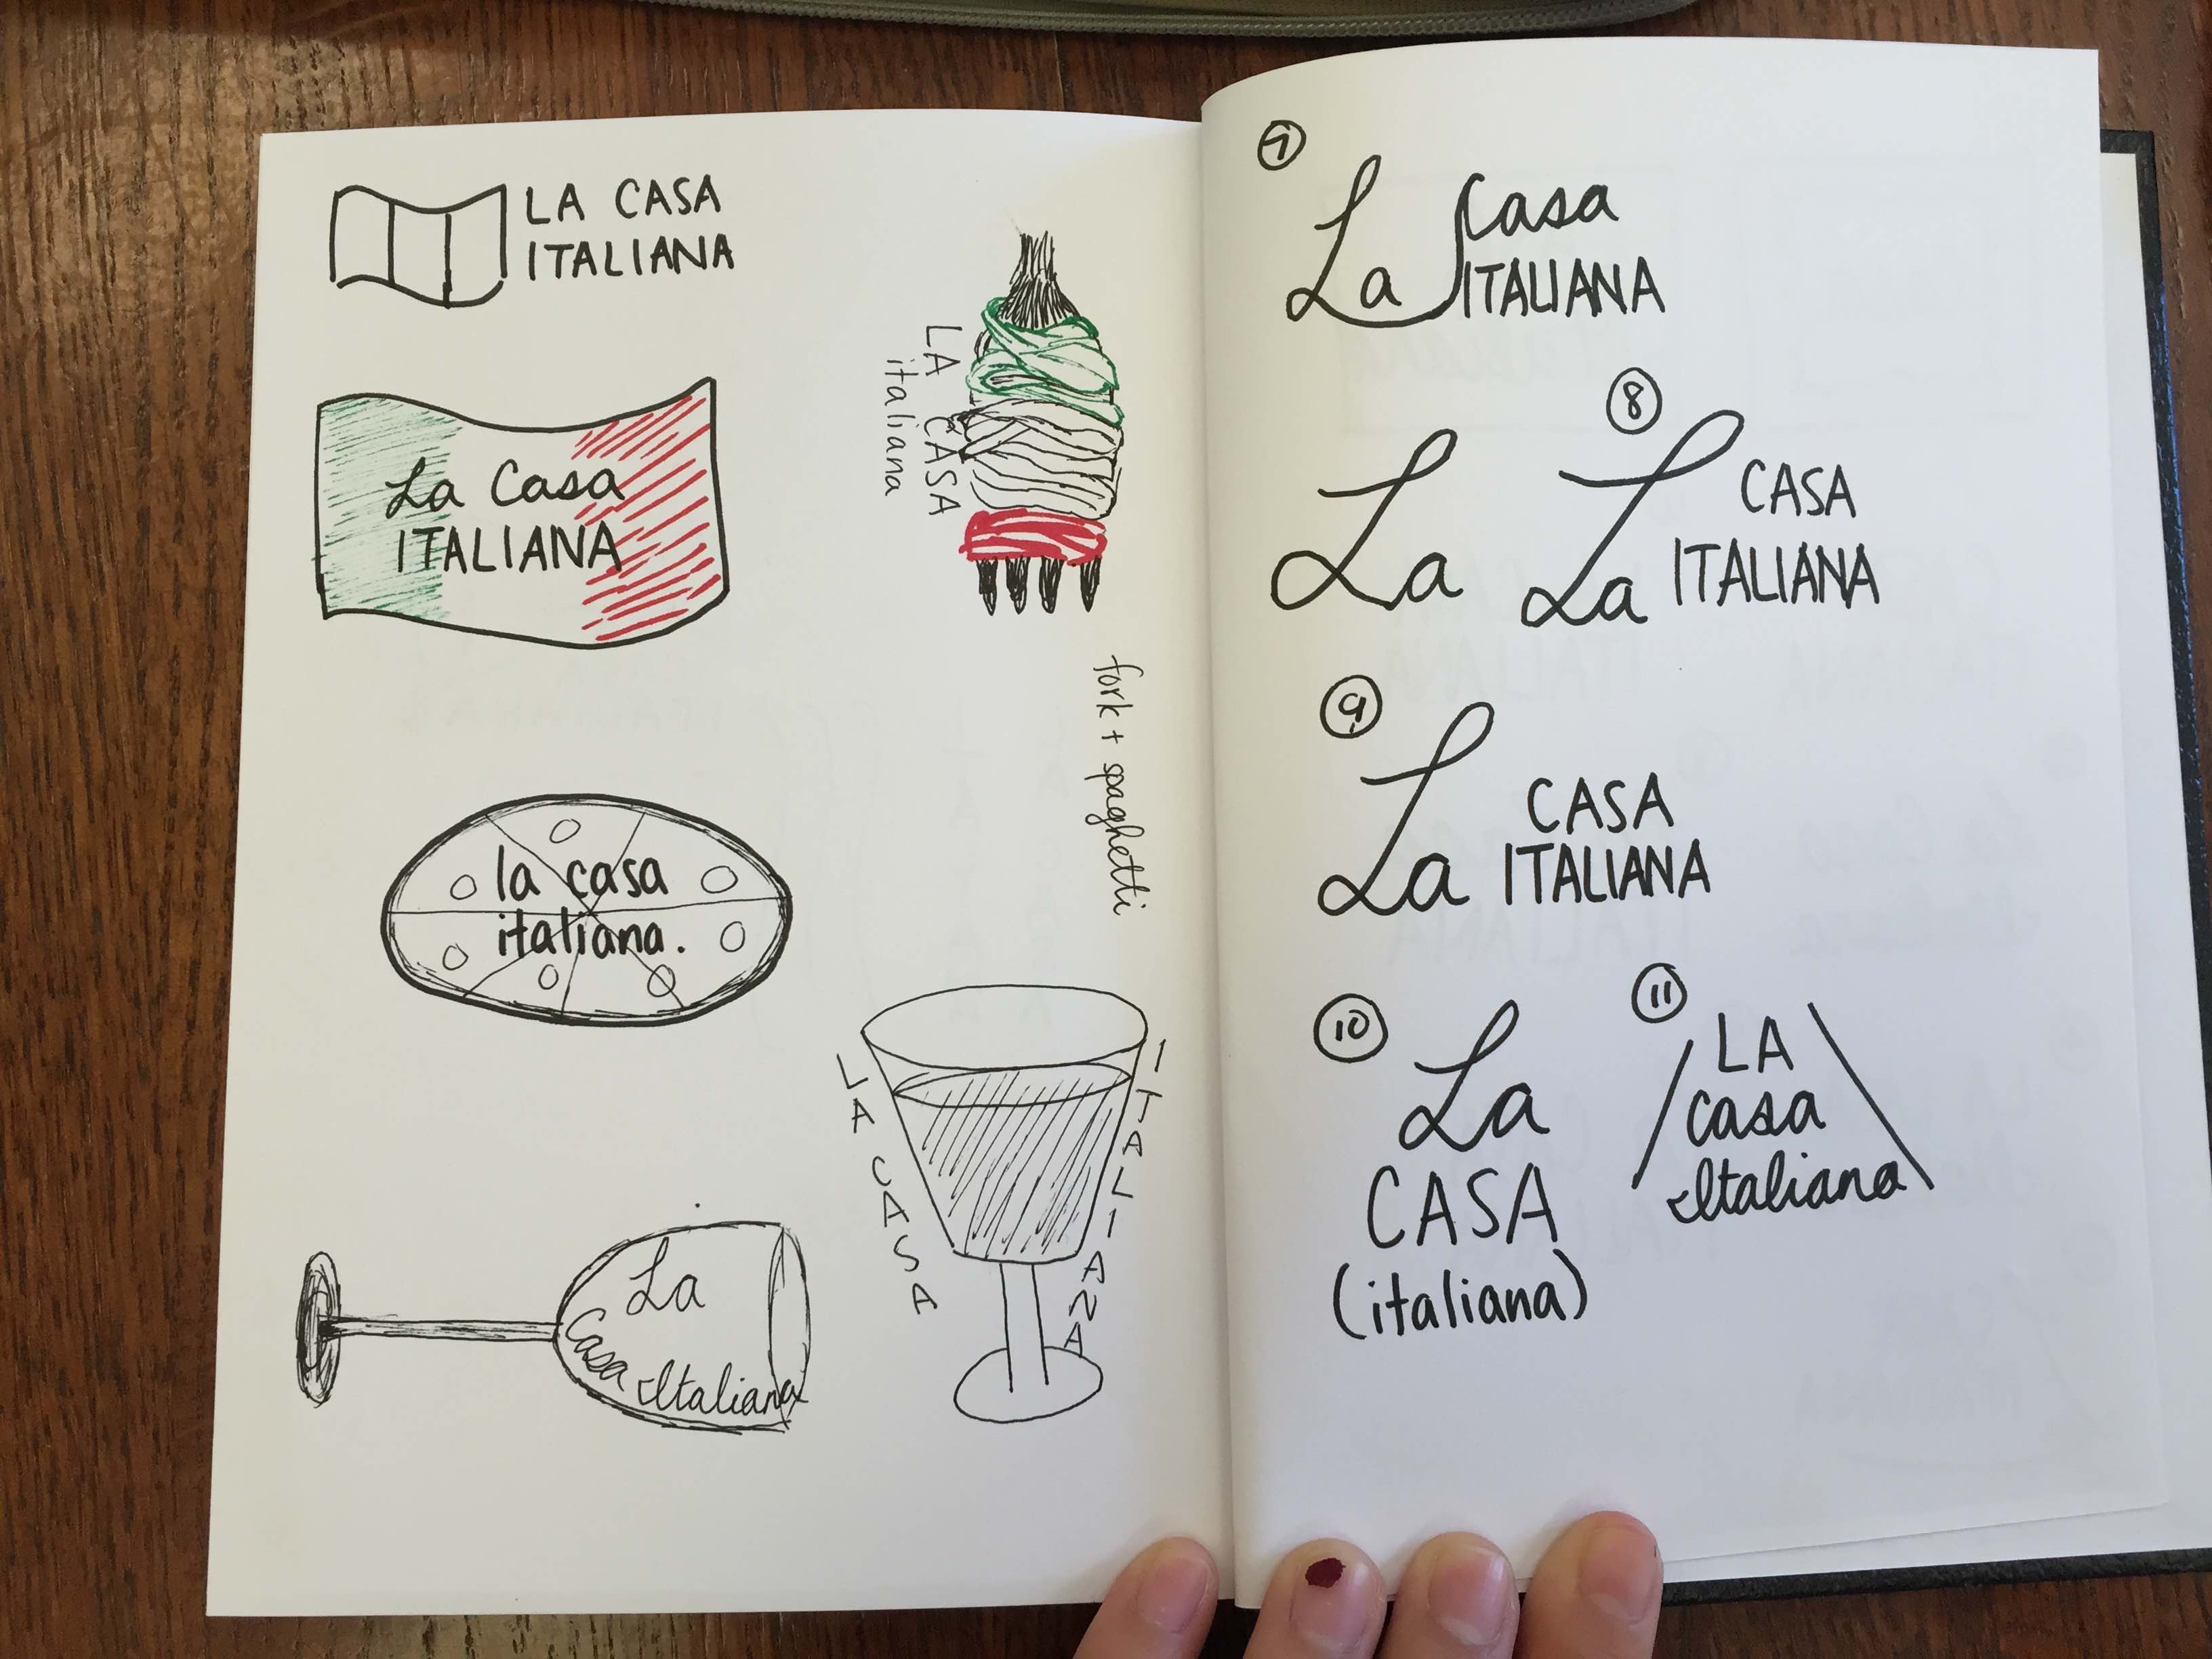 LA CASA
ITALIANA
La Casa
ITALIANA
la casa
italiana.
La
Casa Italiana
LA CASA
italiana
fork + spaghetti
LA CASA
ITALIANA
7
La Casa
ITALIANA
8
La
La CASA
ITALIANA
9
La CASA
ITALIANA
10
La
CASA
(italiana)
11
LA
casa
Italiana